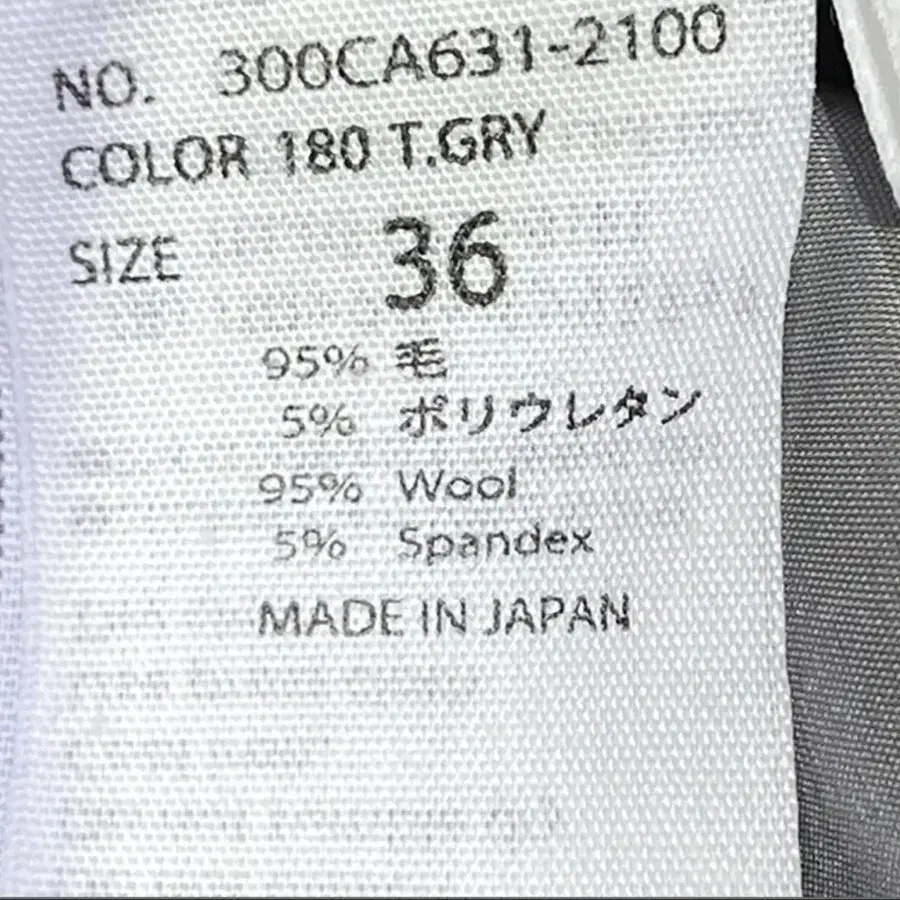 NO. 300CA631-2100
COLOR 180 T.GRY
SIZE 36
95% 毛
5% ポリウレタン
95% Wool
5% Spandex
MADE IN JAPAN